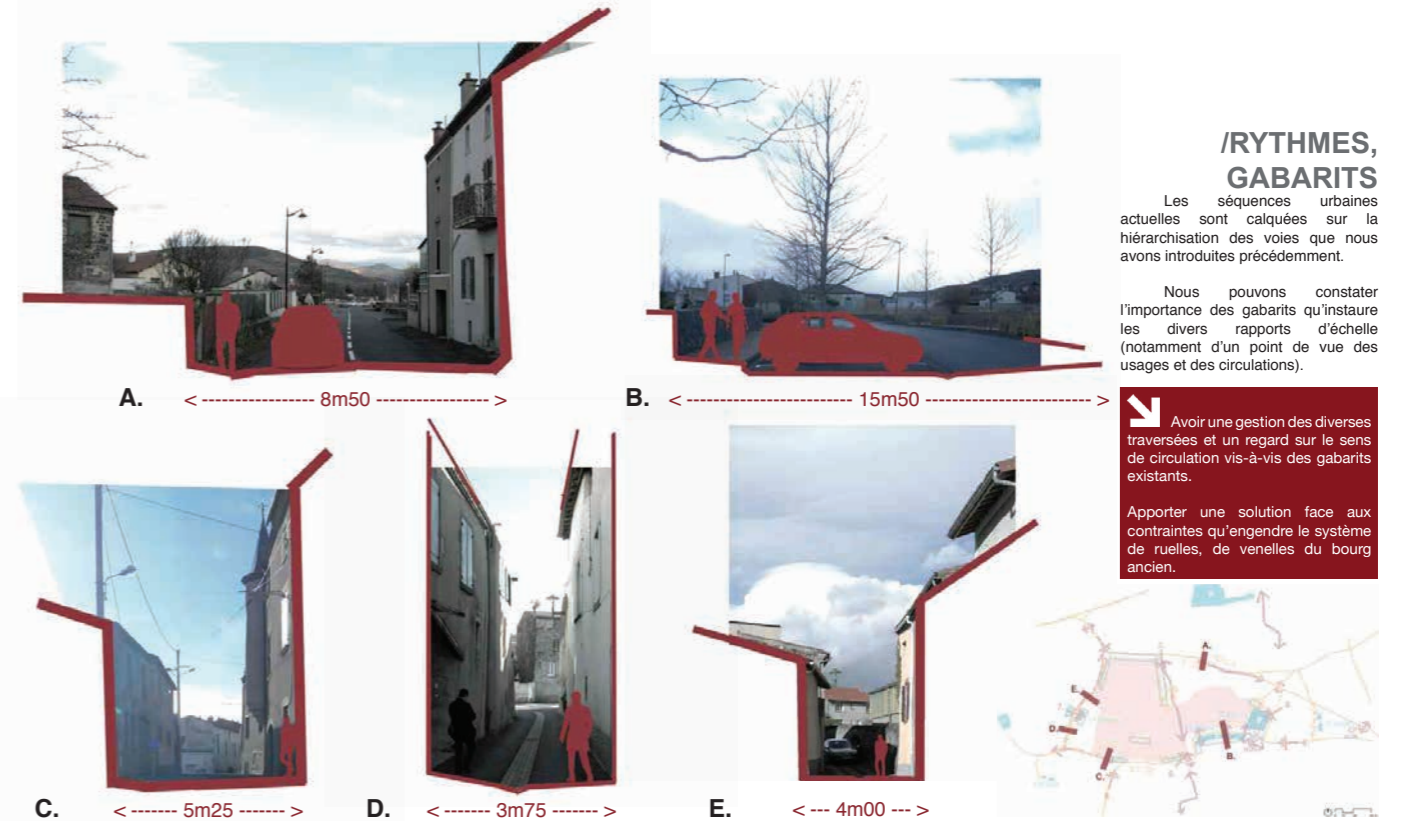 /RYTHMES,
GABARITS
Les séquences urbaines
actuelles sont calquées sur la
hiérarchisation des voies que nous
avons introduites précédemment.
Nous pouvons constater
l'importance des gabarits qu'instaure
les divers rapports d'échelle
(notamment d'un point de vue des
usages et des circulations).
Avoir une gestion des diverses
traversées et un regard sur le sens
de circulation vis-à-vis des gabarits
existants.
Apporter une solution face aux
contraintes qu'engendre le système
de ruelles, de venelles du bourg
ancien.
A. < ----------------- 8m50 ----------------- >
B. < ------------------------- 15m50 ------------------------- >
C. < ------- 5m25 ------- >
D. < ------- 3m75 ------- >
E. < --- 4m00 --- >
A.
E.
D.
B.
C.